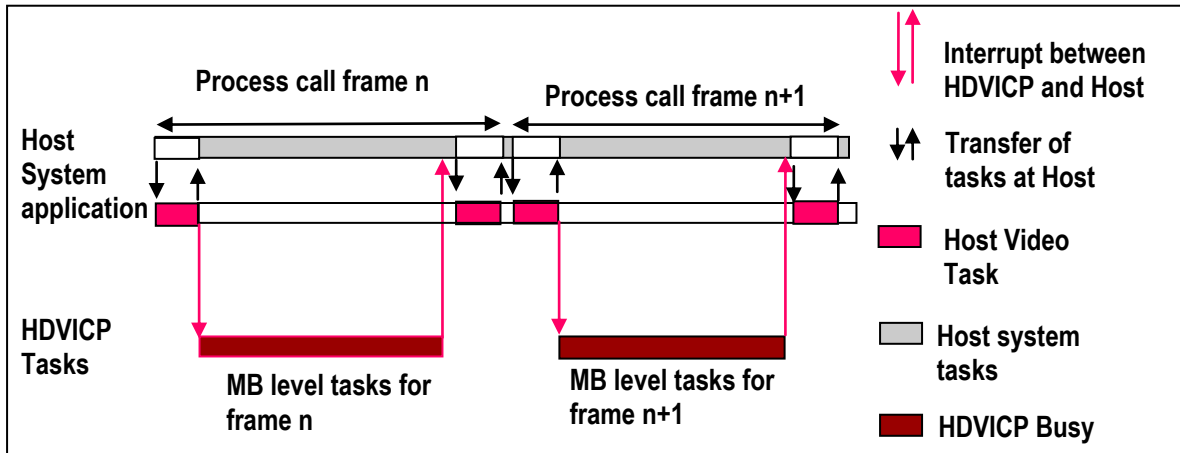 Process call frame n
Process call frame n+1
Host
System
application
HDVICP
Tasks
MB level tasks for
frame n
MB level tasks for
frame n+1
Interrupt between
HDVICP and Host
Transfer of
tasks at Host
Host Video
Task
Host system
tasks
HDVICP Busy